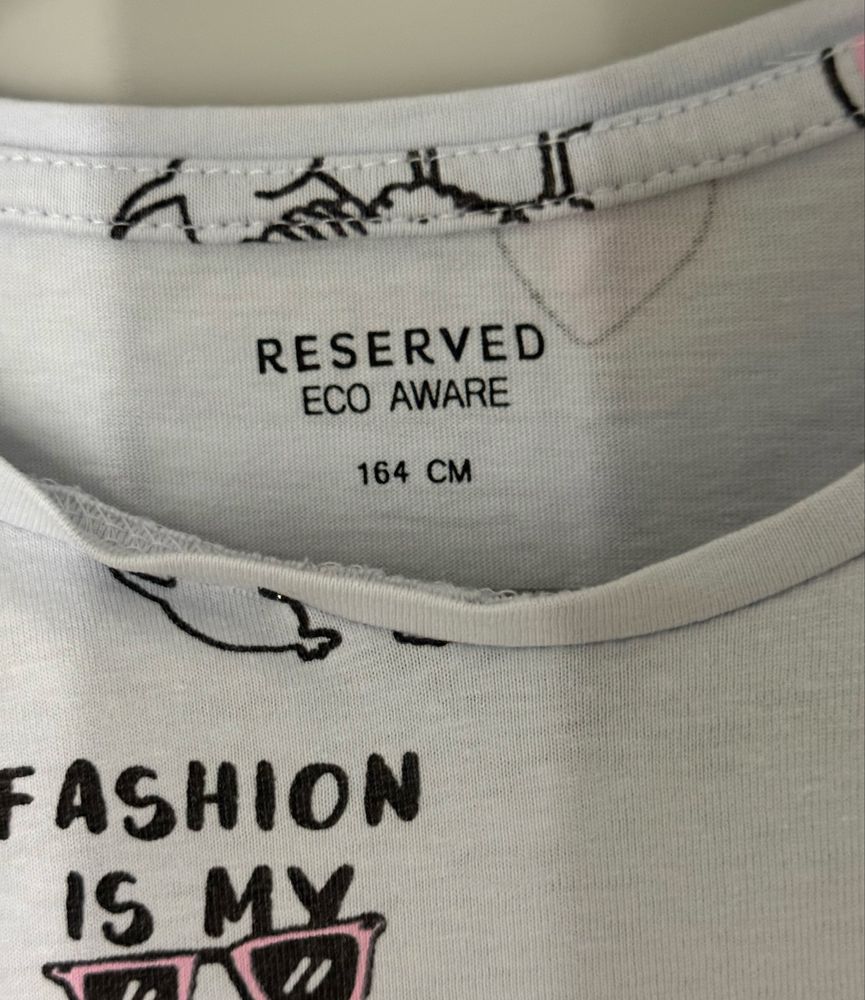 RESERVED
ECO AWARE
164 CM
FASHION
IS MY